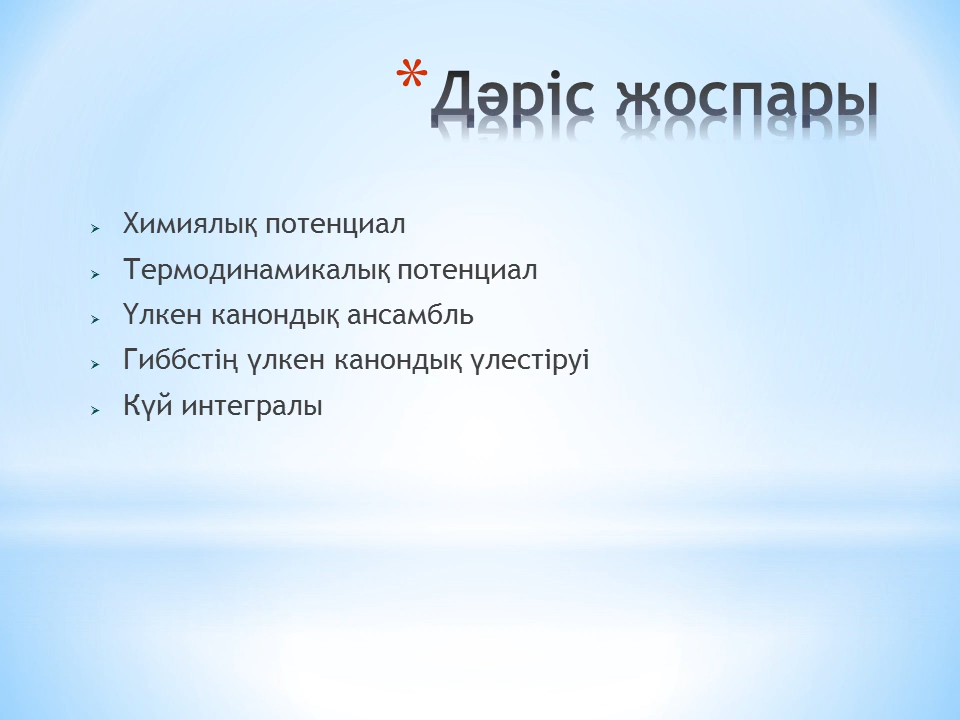 * Дәріс жоспары
➢ Химиялық потенциал
➢ Термодинамикалық потенциал
➢ Үлкен канондық ансамбль
➢ Гиббстің үлкен канондық үлестіруі
➢ Күй интегралы